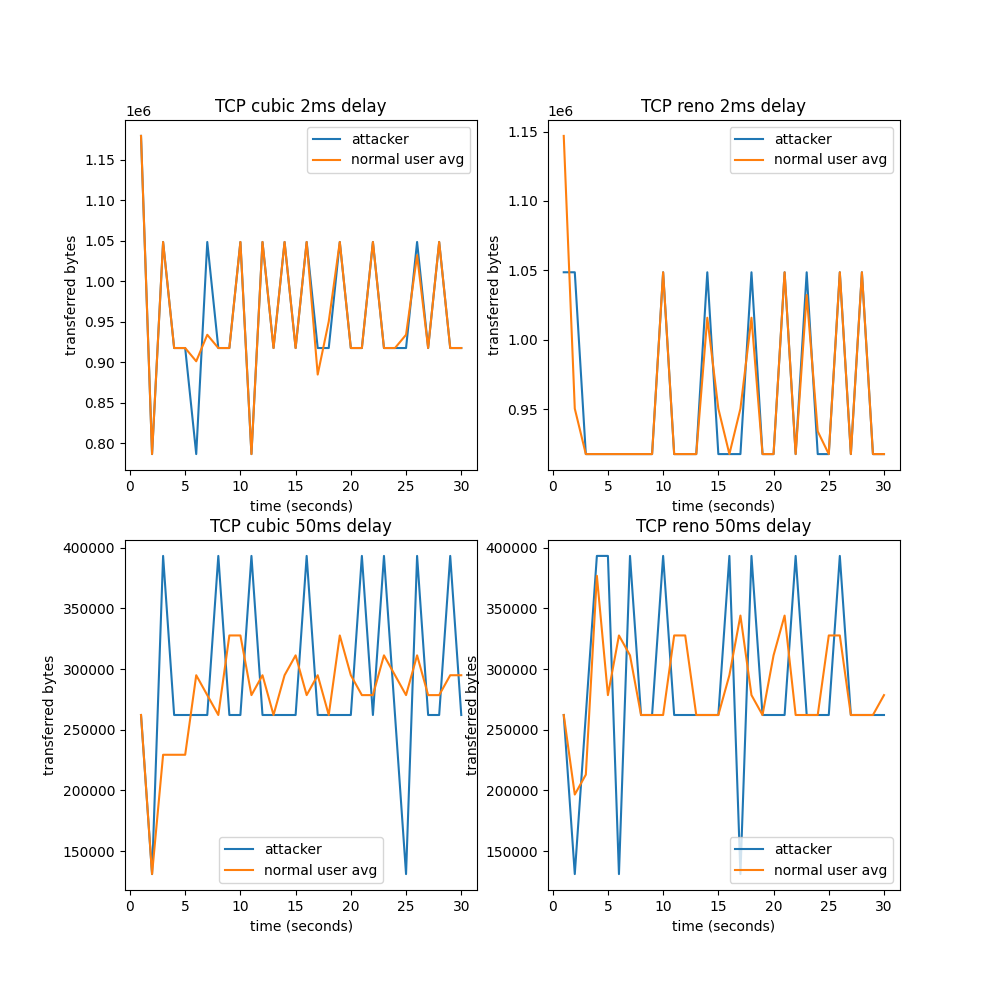 TCP cubic 2ms delay
1e6
attacker
normal user avg
1.15
1.10
1.05
1.00
0.95
0.90
0.85
0.80
transferred bytes
0 5 10 15 20 25 30
time (seconds)
TCP reno 2ms delay
1e6
attacker
normal user avg
1.15
1.10
1.05
1.00
0.95
transferred bytes
0 5 10 15 20 25 30
time (seconds)
TCP cubic 50ms delay
400000
350000
300000
250000
200000
150000
transferred bytes
attacker
normal user avg
0 5 10 15 20 25 30
time (seconds)
TCP reno 50ms delay
400000
350000
300000
250000
200000
150000
transferred bytes
attacker
normal user avg
0 5 10 15 20 25 30
time (seconds)